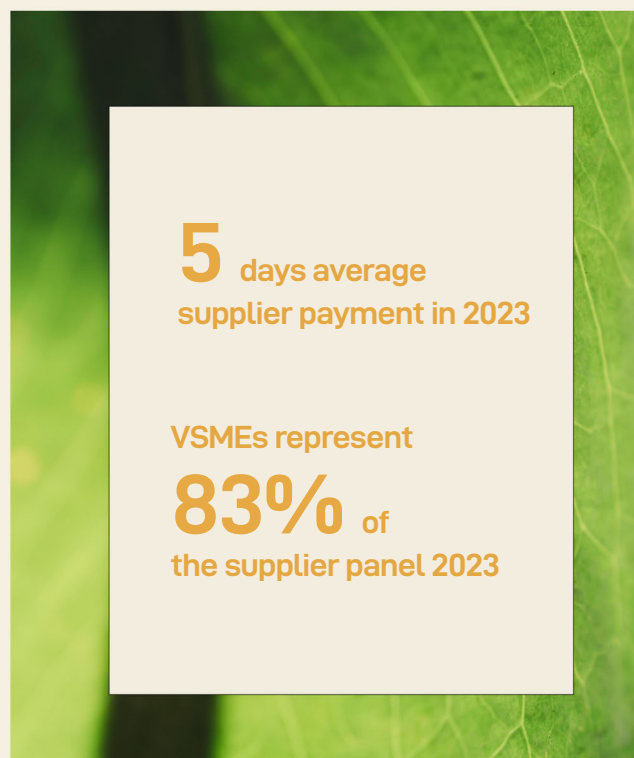 5 days average
supplier payment in 2023
VSMEs represent
83% of
the supplier panel 2023